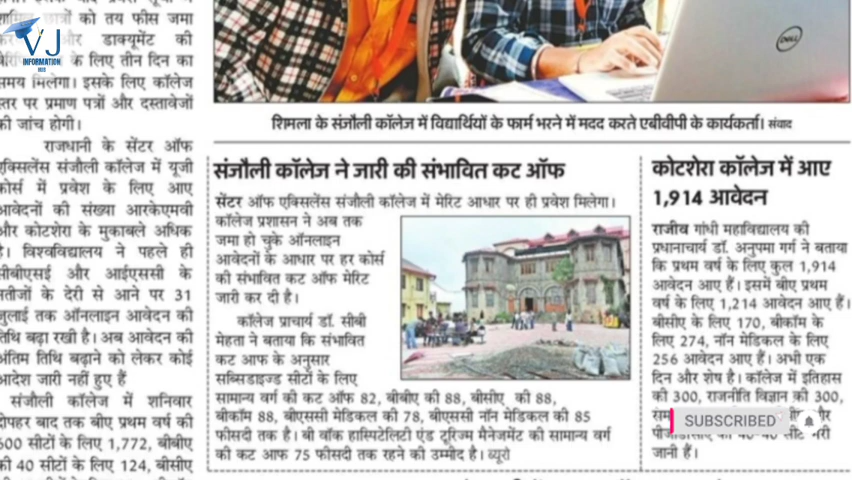 छात्रों को तय फीस जमा
डाक्यूमेंट की
के लिए तीन दिन का
समय मिलेगा। इसके लिए कॉलेज
स्तर पर प्रमाण पत्रों और दस्तावेजों
की जांच होगी।
राजधानी के सेंटर ऑफ
एक्सिलेंस संजौली कॉलेज में यूजी
कोर्स में प्रवेश के लिए आए
आवेदनों की संख्या आरकेएमवी
और कोटशेरा के मुकाबले अधिक
है। विश्वविद्यालय ने पहले ही
सीबीएसई और आईएससी के
नतीजों के देरी से आने पर 31
जुलाई तक ऑनलाइन आवेदन की
तिथि बढ़ा रखी है। अब आवेदन की
अंतिम तिथि बढ़ाने को लेकर कोई
आदेश जारी नहीं हुए हैं
संजौली कॉलेज में शनिवार
दोपहर बाद तक बीए प्रथम वर्ष की
600 सीटों के लिए 1,772, बीबीए
की 40 सीटों के लिए 124, बीसीए
VJ
INFORMATION
HUB
DELL
शिमला के संजौली कॉलेज में विद्यार्थियों के फार्म भरने में मदद करते एबीवीपी के कार्यकर्ता। संवाद
संजौली कॉलेज ने जारी की संभावित कट ऑफ
सेंटर ऑफ एक्सिलेंस संजौली कॉलेज में मेरिट आधार पर ही प्रवेश मिलेगा।
कॉलेज प्रशासन ने अब तक
जमा हो चुके ऑनलाइन
आवेदनों के आधार पर हर कोर्स
की संभावित कट ऑफ मेरिट
जारी कर दी है।
कॉलेज प्राचार्य डॉ. सीबी
मेहता ने बताया कि संभावित
कट आफ के अनुसार
सब्सिडाइज्ड सीटों के लिए
सामान्य वर्ग की कट ऑफ 82, बीबीए की 88, बीसीए की 88,
बीकॉम 88, बीएससी मेडिकल की 78, बीएससी नॉन मेडिकल की 85
फीसदी तक है। बी वॉक हास्पिटेलिटी एंड टूरिज्म मैनेजमेंट की सामान्य वर्ग
की कट आफ 75 फीसदी तक रहने की उम्मीद है। ब्यूरो
कोटशेरा कॉलेज में आए
1,914 आवेदन
राजीव गांधी महाविद्यालय की
प्रधानाचार्य डॉ. अनुपमा गर्ग ने बताया
कि प्रथम वर्ष के लिए कुल 1,914
आवेदन आए हैं। इसमें बीए प्रथम
वर्ष के लिए 1,214 आवेदन आए हैं।
बीसीए के लिए 170, बीकॉम के
लिए 274, नॉन मेडिकल के लिए
256 आवेदन आए हैं। अभी एक
दिन और शेष है। कॉलेज में इतिहास
की 300, राजनीति विज्ञान की 300,
जानी हैं।
SUBSCRIBED